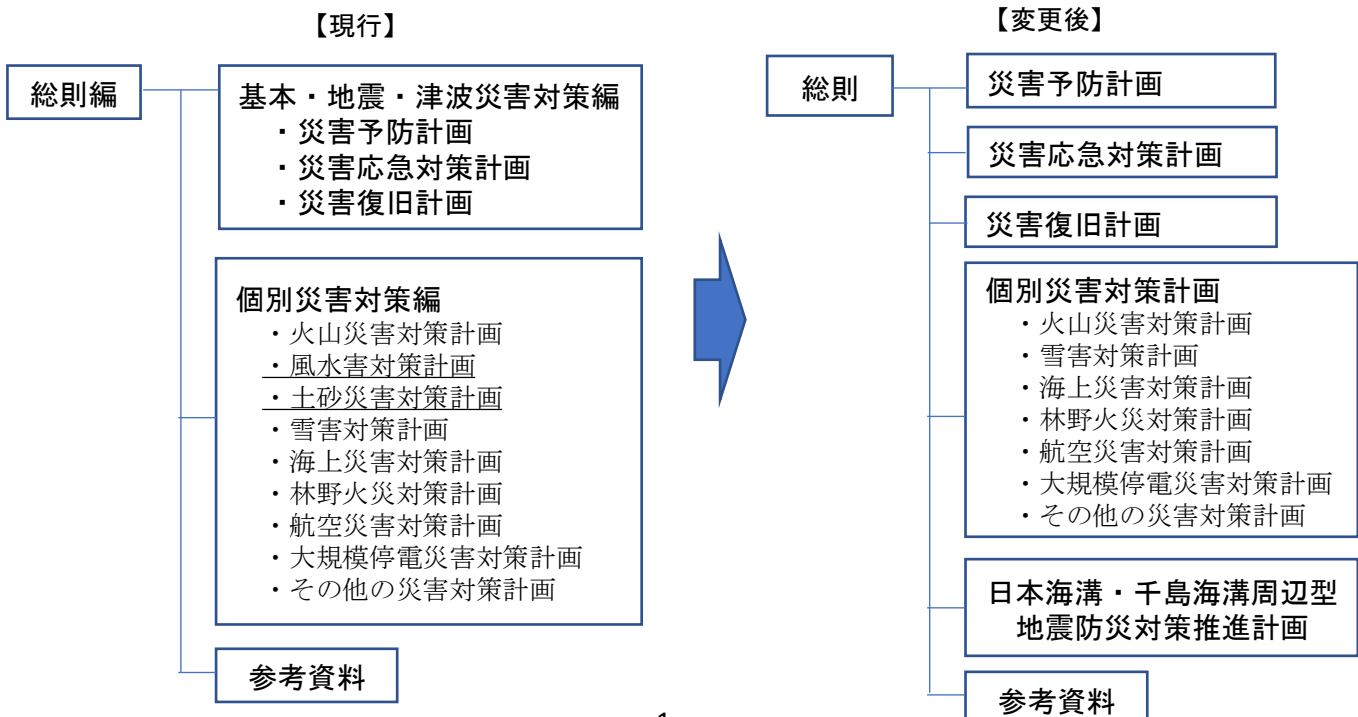 【現行】
総則編
基本・地震・津波災害対策編
・災害予防計画
・災害応急対策計画
・災害復旧計画
個別災害対策編
・火山災害対策計画
・風水害対策計画
・土砂災害対策計画
・雪害対策計画
・海上災害対策計画
・林野火災対策計画
・航空災害対策計画
・大規模停電災害対策計画
・その他の災害対策計画
参考資料
【変更後】
総則
災害予防計画
災害応急対策計画
災害復旧計画
個別災害対策計画
・火山災害対策計画
・雪害対策計画
・海上災害対策計画
・林野火災対策計画
・航空災害対策計画
・大規模停電災害対策計画
・その他の災害対策計画
日本海溝・千島海溝周辺型
地震防災対策推進計画
参考資料